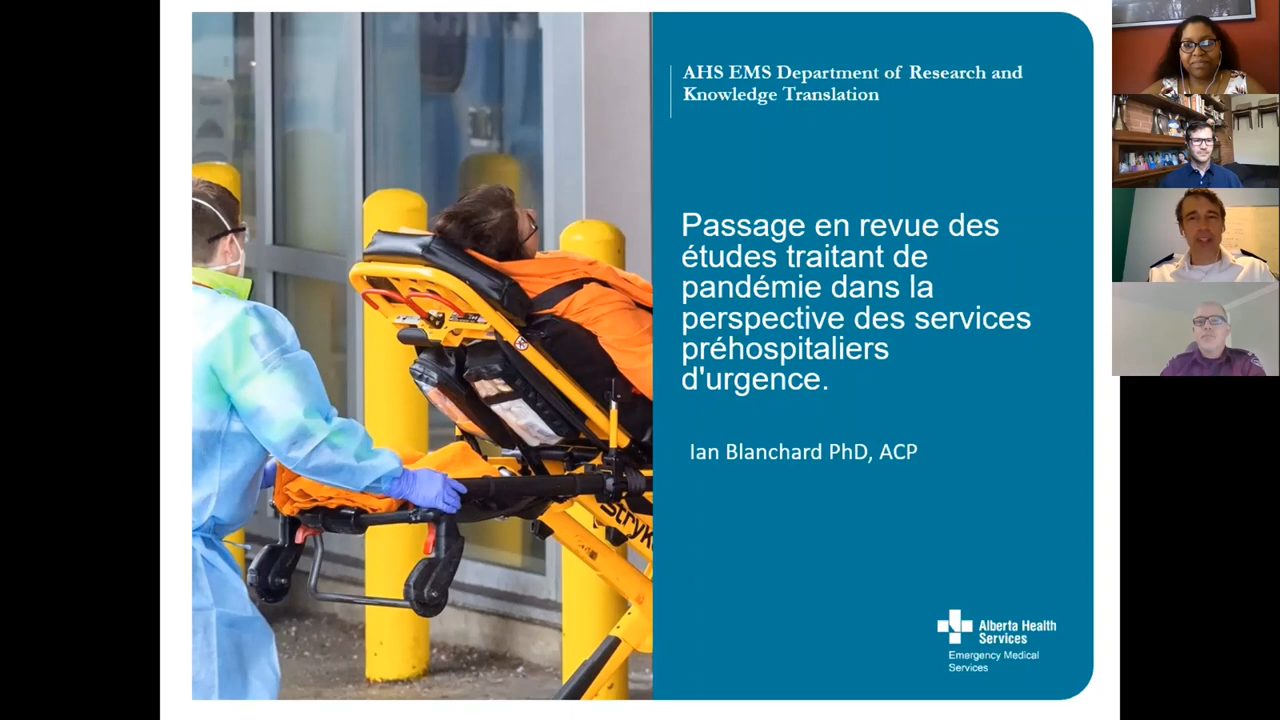 AHS EMS Department of Research and
Knowledge Translation
Passage en revue des
études traitant de
pandémie dans la
perspective des services
préhospitaliers
d'urgence.
Ian Blanchard PhD, ACP
Alberta Health
Services
Emergency Medical
Services